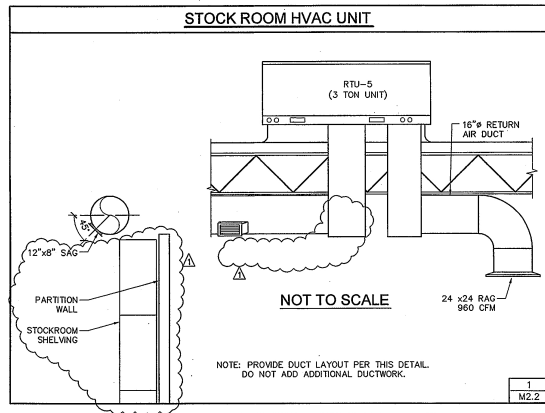 STOCK ROOM HVAC UNIT
RTU-5
(3 TON UNIT)
16"ø RETURN
AIR DUCT
45°
12"x8" SAG
1
1
PARTITION
WALL
STOCKROOM
SHELVING
NOT TO SCALE
24 x24 RAG
960 CFM
NOTE: PROVIDE DUCT LAYOUT PER THIS DETAIL.
DO NOT ADD ADDITIONAL DUCTWORK.
1
M2.2